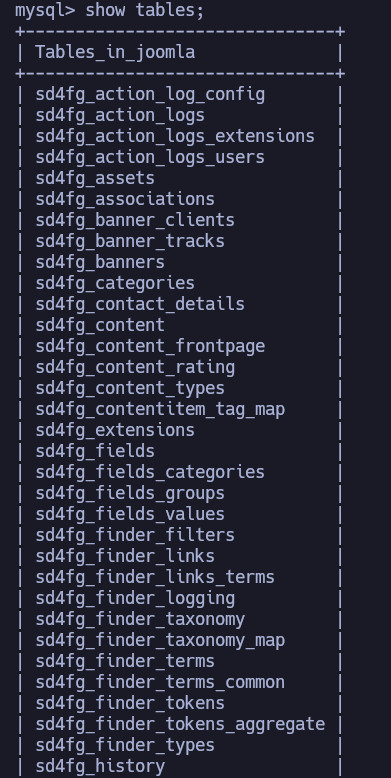 mysql> show tables;
+-------------------------------+
| Tables_in_joomla              |
+-------------------------------+
| sd4fg_action_log_config       |
| sd4fg_action_logs             |
| sd4fg_action_logs_extensions  |
| sd4fg_action_logs_users       |
| sd4fg_assets                  |
| sd4fg_associations            |
| sd4fg_banner_clients          |
| sd4fg_banner_tracks           |
| sd4fg_banners                 |
| sd4fg_categories              |
| sd4fg_contact_details         |
| sd4fg_content                 |
| sd4fg_content_frontpage       |
| sd4fg_content_rating          |
| sd4fg_content_types           |
| sd4fg_contentitem_tag_map     |
| sd4fg_extensions              |
| sd4fg_fields                  |
| sd4fg_fields_categories       |
| sd4fg_fields_groups           |
| sd4fg_fields_values           |
| sd4fg_finder_filters          |
| sd4fg_finder_links            |
| sd4fg_finder_links_terms      |
| sd4fg_finder_logging          |
| sd4fg_finder_taxonomy         |
| sd4fg_finder_taxonomy_map     |
| sd4fg_finder_terms            |
| sd4fg_finder_terms_common     |
| sd4fg_finder_tokens           |
| sd4fg_finder_tokens_aggregate |
| sd4fg_finder_types            |
| sd4fg_history                 |